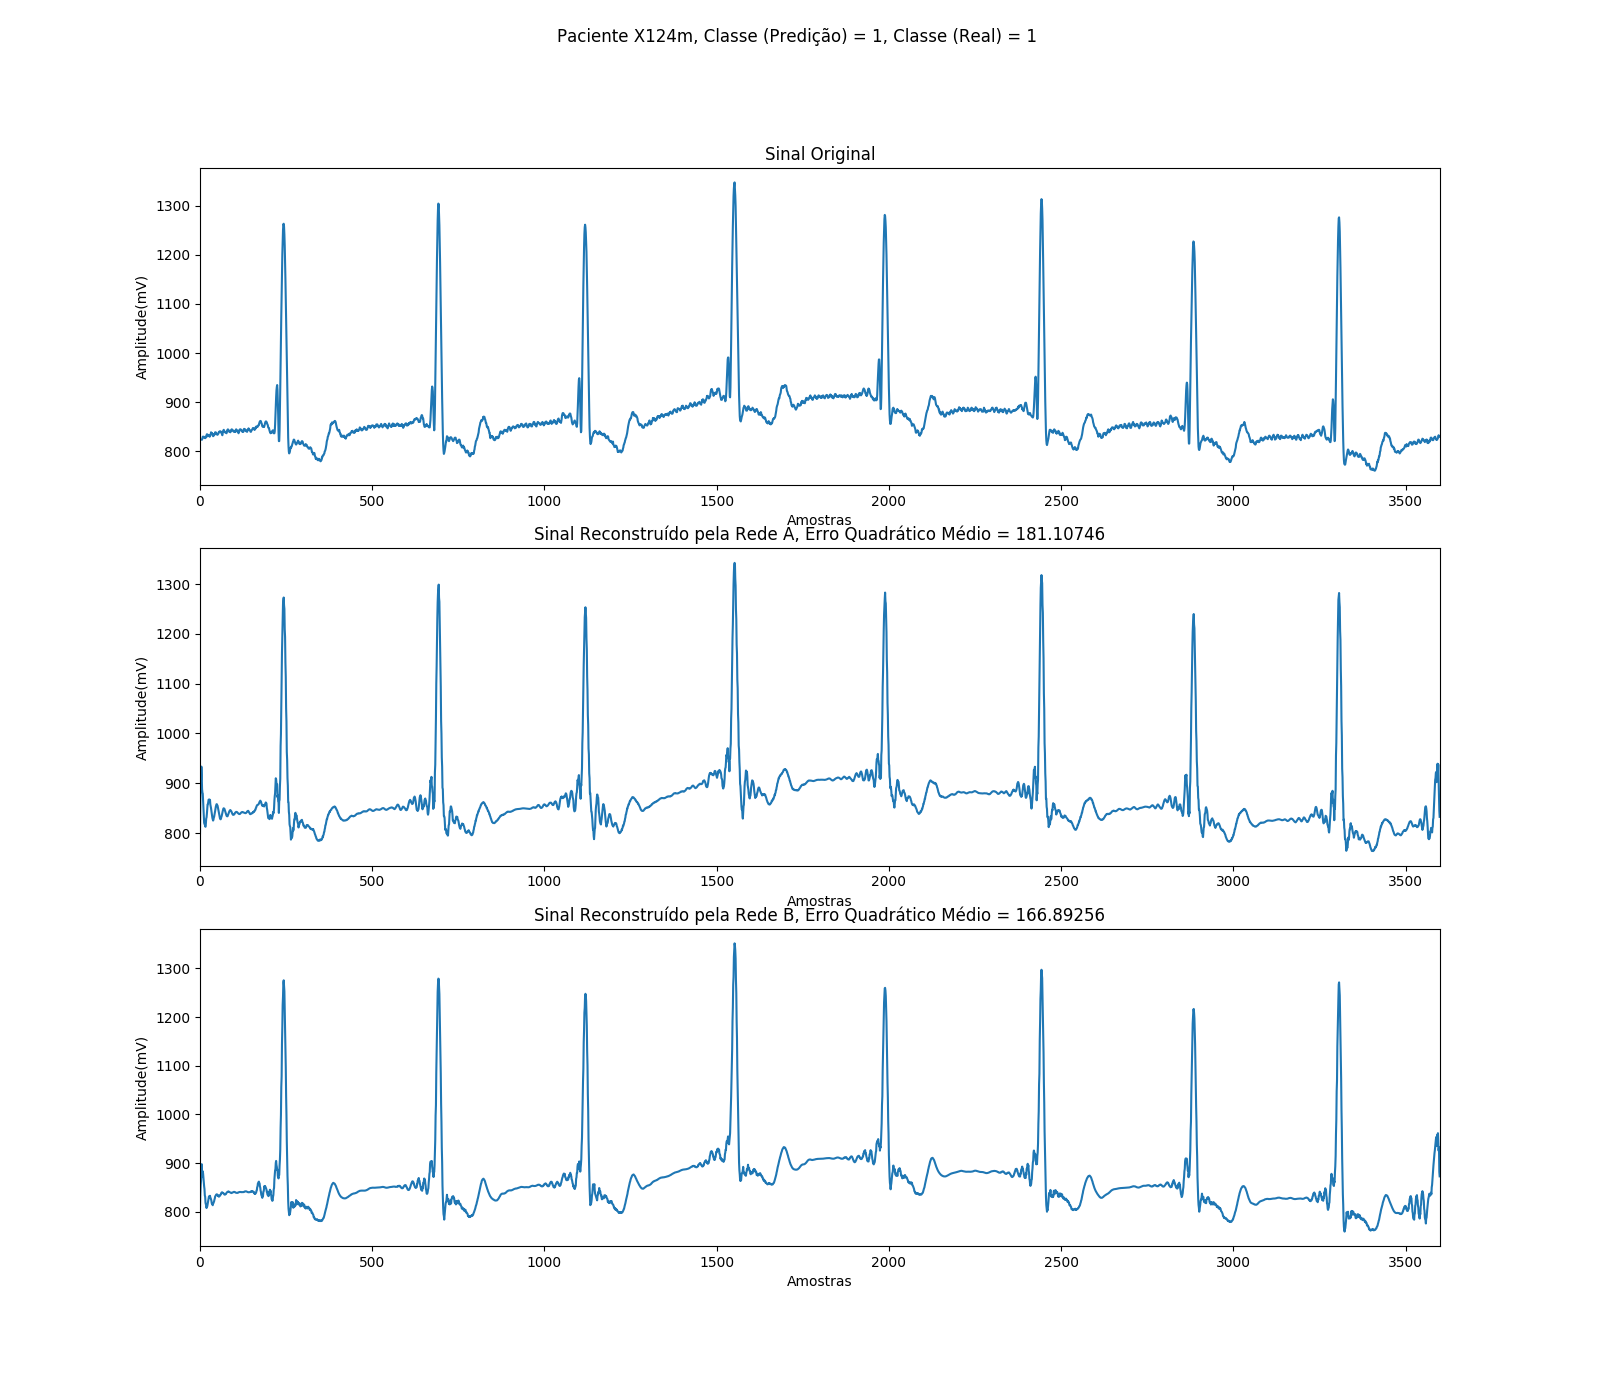 Paciente X124m, Classe (Predição) = 1, Classe (Real) = 1
Sinal Original
1300
1200
1100
1000
900
800
Amplitude(mV)
0 500 1000 1500 2000 2500 3000 3500
Amostras
Sinal Reconstruído pela Rede A, Erro Quadrático Médio = 181.10746
1300
1200
1100
1000
900
800
Amplitude(mV)
0 500 1000 1500 2000 2500 3000 3500
Amostras
Sinal Reconstruído pela Rede B, Erro Quadrático Médio = 166.89256
1300
1200
1100
1000
900
800
Amplitude(mV)
0 500 1000 1500 2000 2500 3000 3500
Amostras